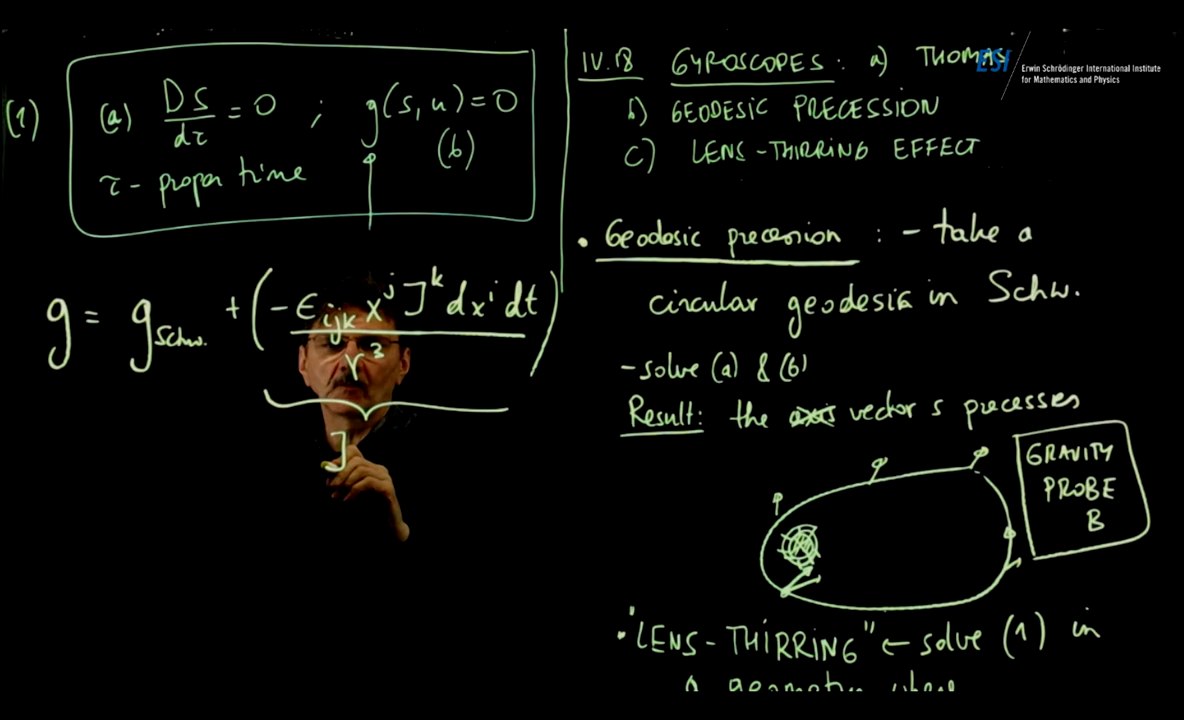 (1) (a) Ds/dτ = 0 ; g(s, u) = 0
(b)
τ - proper time
g = g_Schw. + (-ϵ_ijk x^j J^k dx^i dt / r^3)
J
IV.18 GYROSCOPES : a) THOMAS
b) GEODESIC PRECESSION
c) LENS-THIRRING EFFECT
• Geodesic precession : - take a
circular geodesic in Schw.
- solve (a) & (b)
Result: the vector s precesses
GRAVITY
PROBE
B
• "LENS-THIRRING" ← solve (1) in
a geometry where
ESI
Erwin Schrödinger International Institute
for Mathematics and Physics